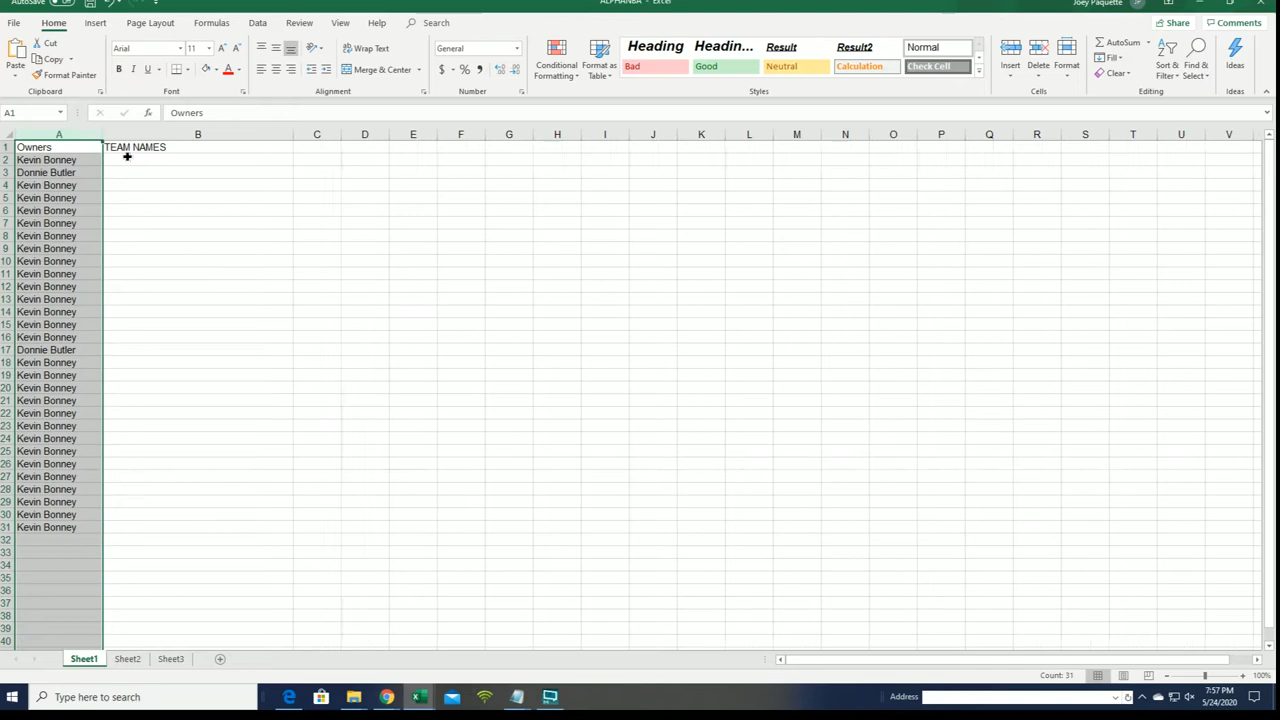 AutoSave Off
ALPHANBA - Excel
Joey Paquette
JP
File Home Insert Page Layout Formulas Data Review View Help Search
Share Comments
Paste
Cut
Copy
Format Painter
Clipboard
Arial 11
B I U
Font
Wrap Text
Merge & Center
Alignment
General
$ % ,
Number
Conditional
Formatting
Format as
Table
Heading Headin... Result Result2 Normal
Bad Good Neutral Calculation Check Cell
Styles
Insert Delete Format
Cells
AutoSum
Fill
Clear
Sort &
Filter
Find &
Select
Editing
Ideas
Ideas
A1 fx Owners
A B C D E F G H I J K L M N O P Q R S T U V
1 Owners TEAM NAMES
2 Kevin Bonney
3 Donnie Butler
4 Kevin Bonney
5 Kevin Bonney
6 Kevin Bonney
7 Kevin Bonney
8 Kevin Bonney
9 Kevin Bonney
10 Kevin Bonney
11 Kevin Bonney
12 Kevin Bonney
13 Kevin Bonney
14 Kevin Bonney
15 Kevin Bonney
16 Kevin Bonney
17 Donnie Butler
18 Kevin Bonney
19 Kevin Bonney
20 Kevin Bonney
21 Kevin Bonney
22 Kevin Bonney
23 Kevin Bonney
24 Kevin Bonney
25 Kevin Bonney
26 Kevin Bonney
27 Kevin Bonney
28 Kevin Bonney
29 Kevin Bonney
30 Kevin Bonney
31 Kevin Bonney
32
33
34
35
36
37
38
39
40
Sheet1 Sheet2 Sheet3
Count: 31
100%
Type here to search
Address
7:57 PM
5/24/2020